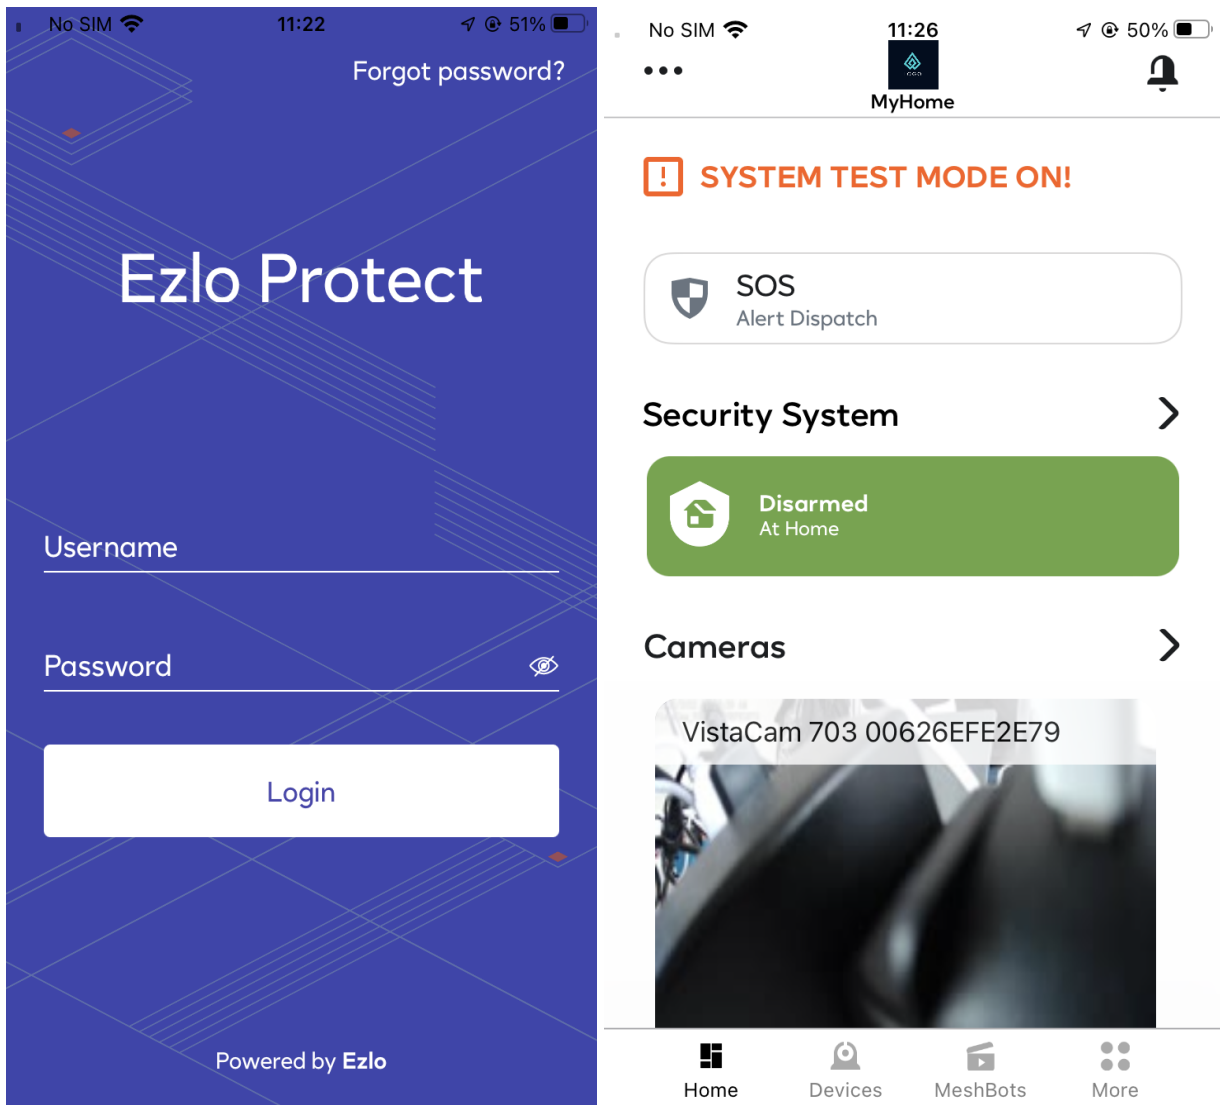 No SIM 11:22 51%
Forgot password?
Ezlo Protect
Username
Password
Login
Powered by Ezlo
No SIM 11:26 50%
MyHome
SYSTEM TEST MODE ON!
SOS
Alert Dispatch
Security System
Disarmed
At Home
Cameras
VistaCam 703 00626EFE2E79
Home Devices MeshBots More